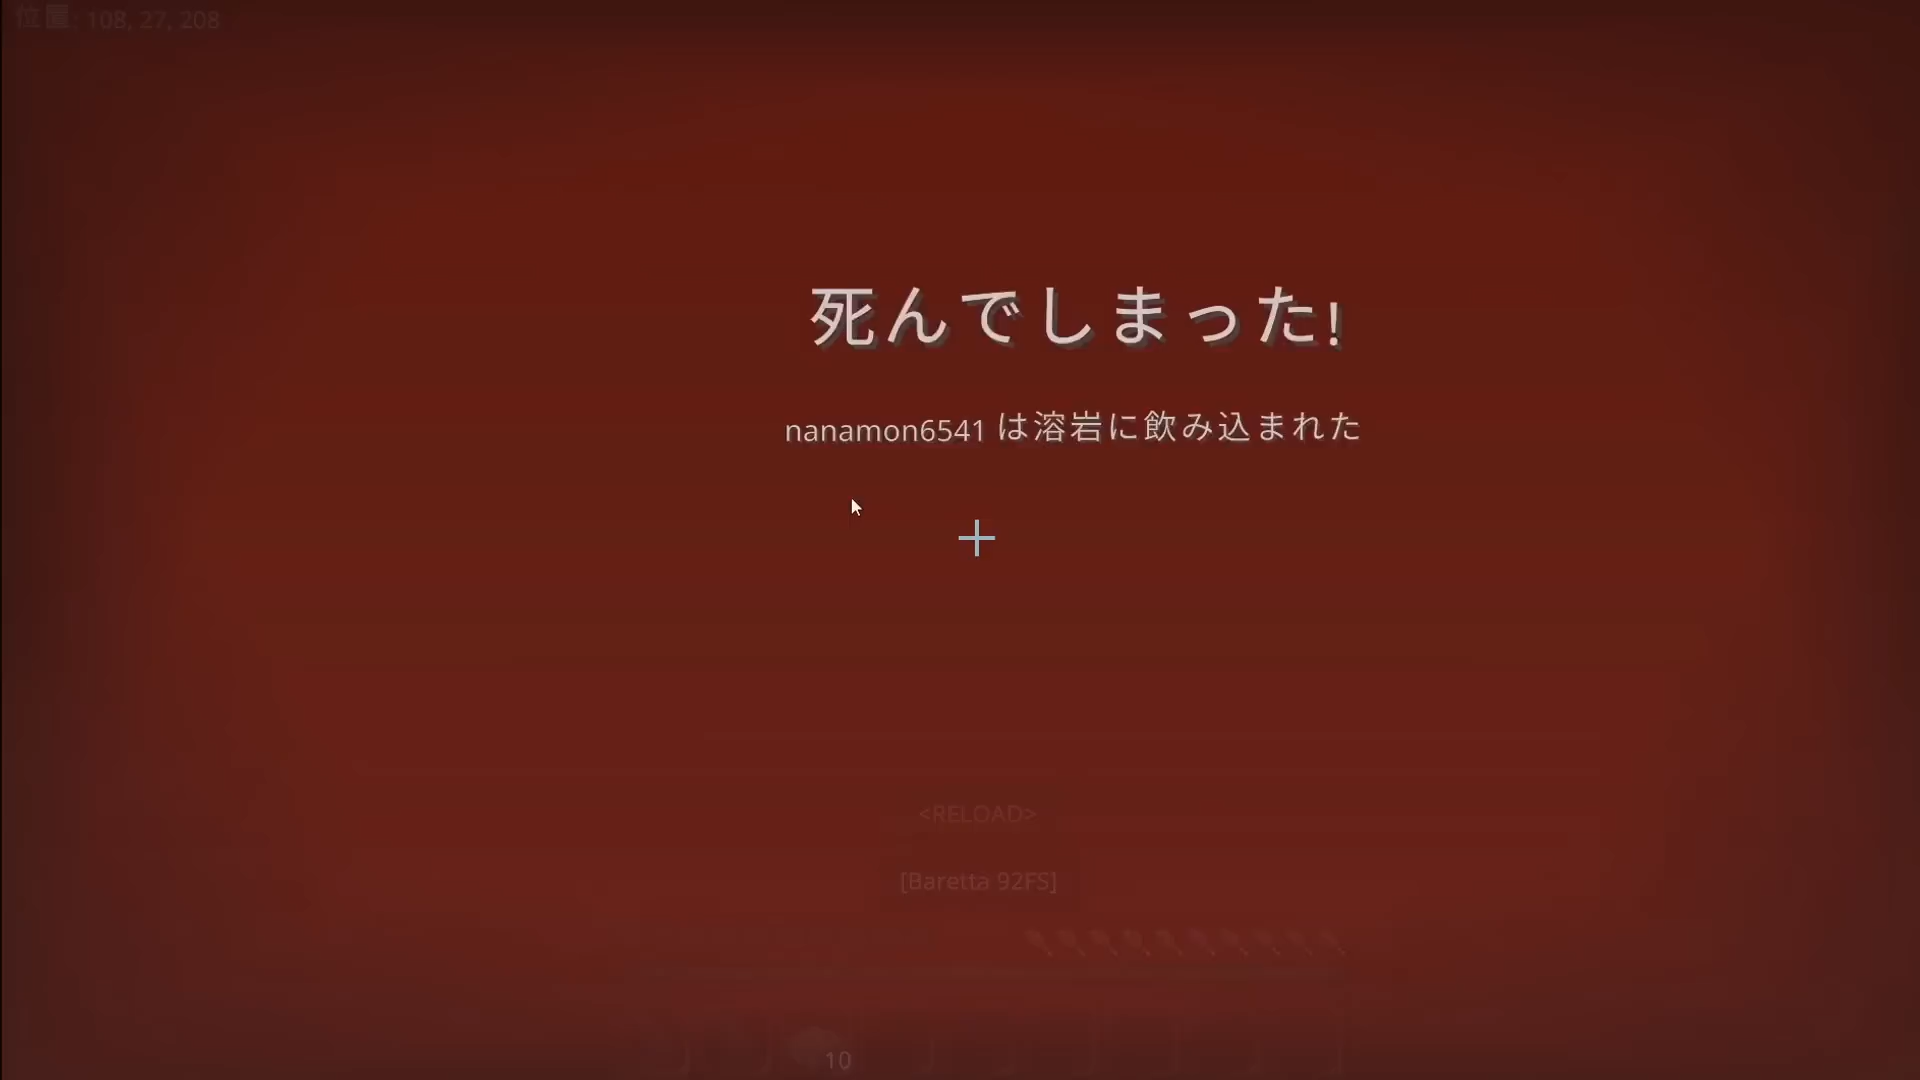 位置: 108, 27, 208
死んでしまった!
nanamon6541 は溶岩に飲み込まれた
<RELOAD>
[Baretta 92FS]
10